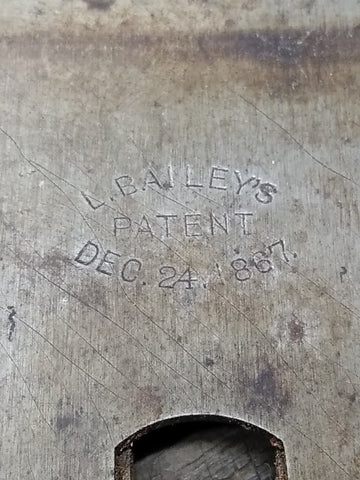 L. BAILEY'S
PATENT
DEC. 24. 1867.